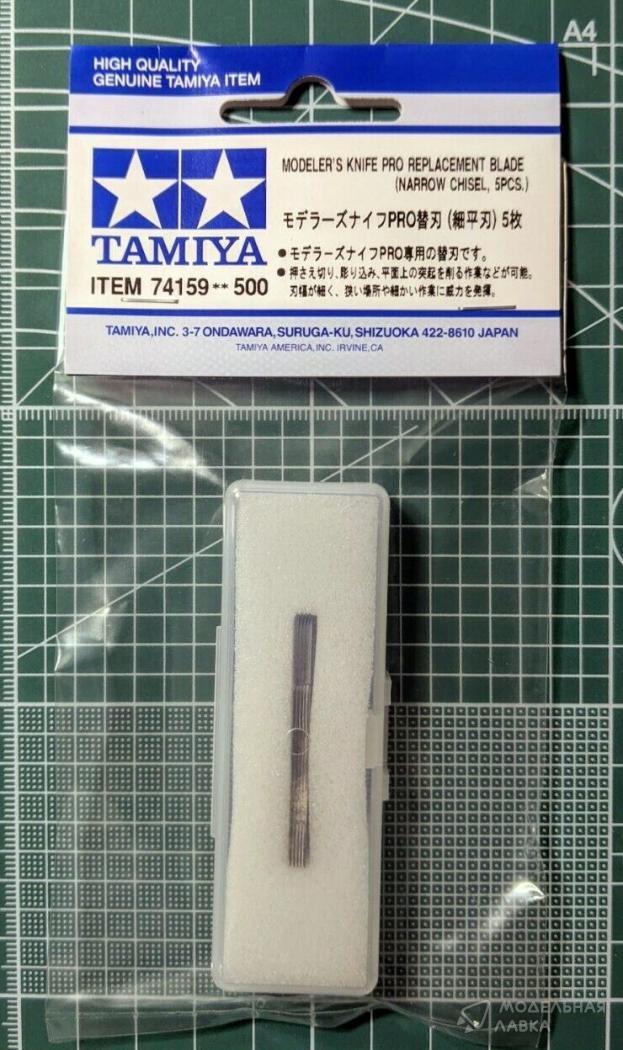 A4
HIGH QUALITY
GENUINE TAMIYA ITEM
MODELER'S KNIFE PRO REPLACEMENT BLADE
(NARROW CHISEL, 5PCS.)
モデラーズナイフPRO替刃 (細平刃) 5枚
●モデラーズナイフPRO専用の替刃です。
●押さえ切り、彫り込み、平面上の突起を削る作業などが可能。
刃幅が細く、狭い場所や細かい作業に威力を発揮。
TAMIYA
ITEM 74159 ** 500
TAMIYA,INC. 3-7 ONDAWARA,SURUGA-KU,SHIZUOKA 422-8610 JAPAN
TAMIYA AMERICA,INC. IRVINE,CA
МОДЕЛЬНАЯ
ЛАВКА